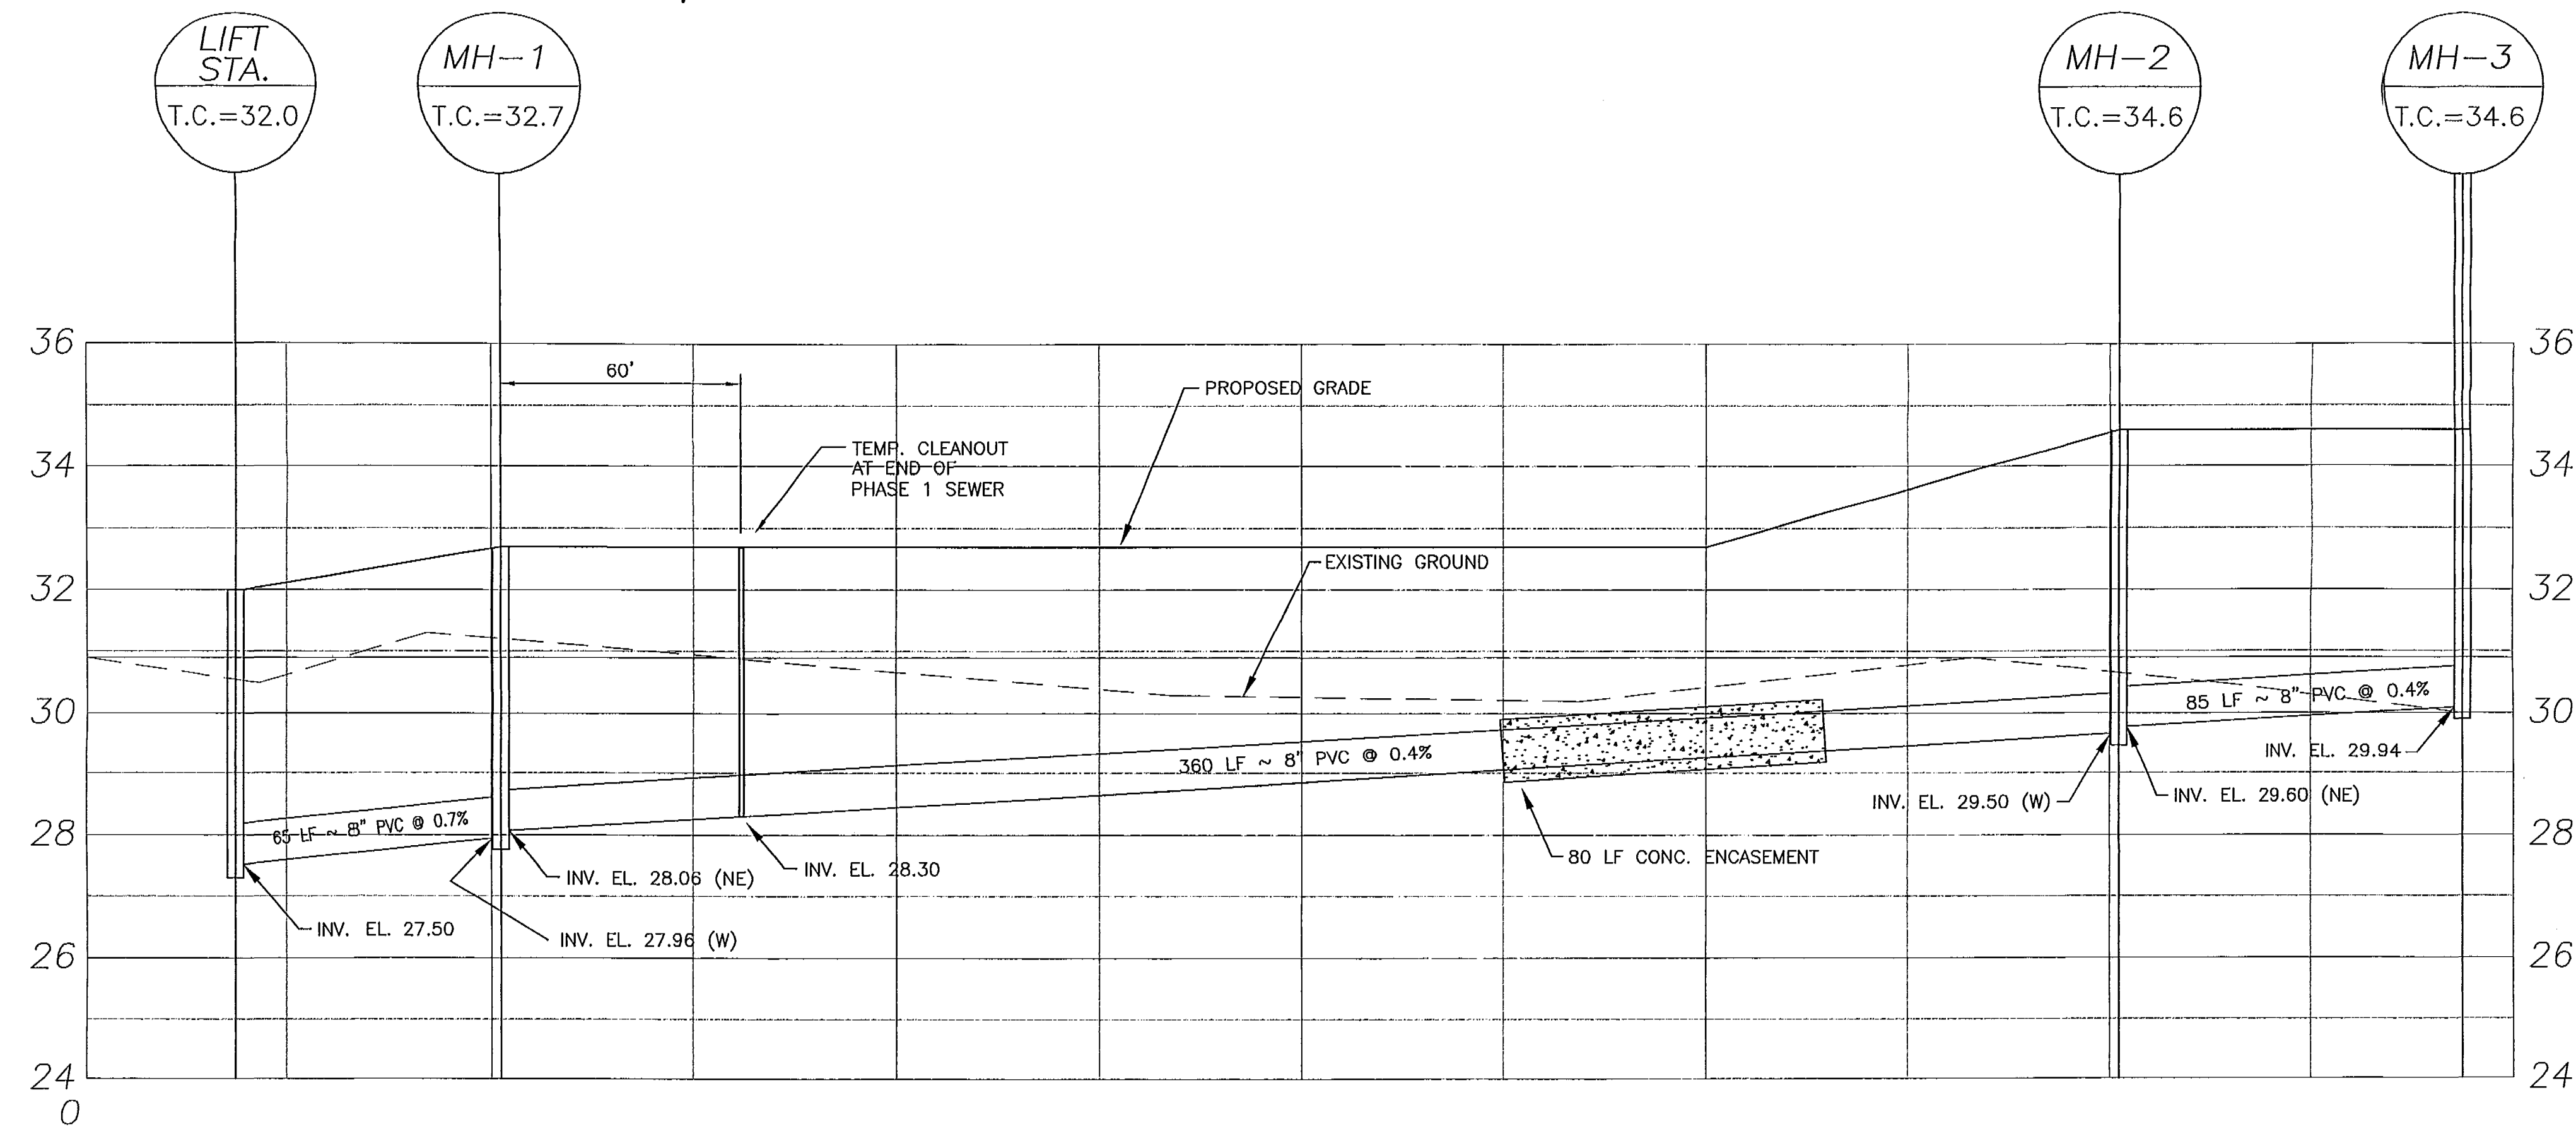 LIFT
STA.
T.C.=32.0
MH-1
T.C.=32.7
MH-2
T.C.=34.6
MH-3
T.C.=34.6
36
36
60'
PROPOSED GRADE
TEMP. CLEANOUT
AT END OF
PHASE 1 SEWER
34
34
EXISTING GROUND
32
32
30
30
85 LF ~ 8" PVC @ 0.4%
360 LF ~ 8" PVC @ 0.4%
INV. EL. 29.94
INV. EL. 29.50 (W)
INV. EL. 29.60 (NE)
65 LF ~ 8" PVC @ 0.7%
28
28
80 LF CONC. ENCASEMENT
INV. EL. 28.06 (NE)
INV. EL. 28.30
INV. EL. 27.50
INV. EL. 27.96 (W)
26
26
24
24
0